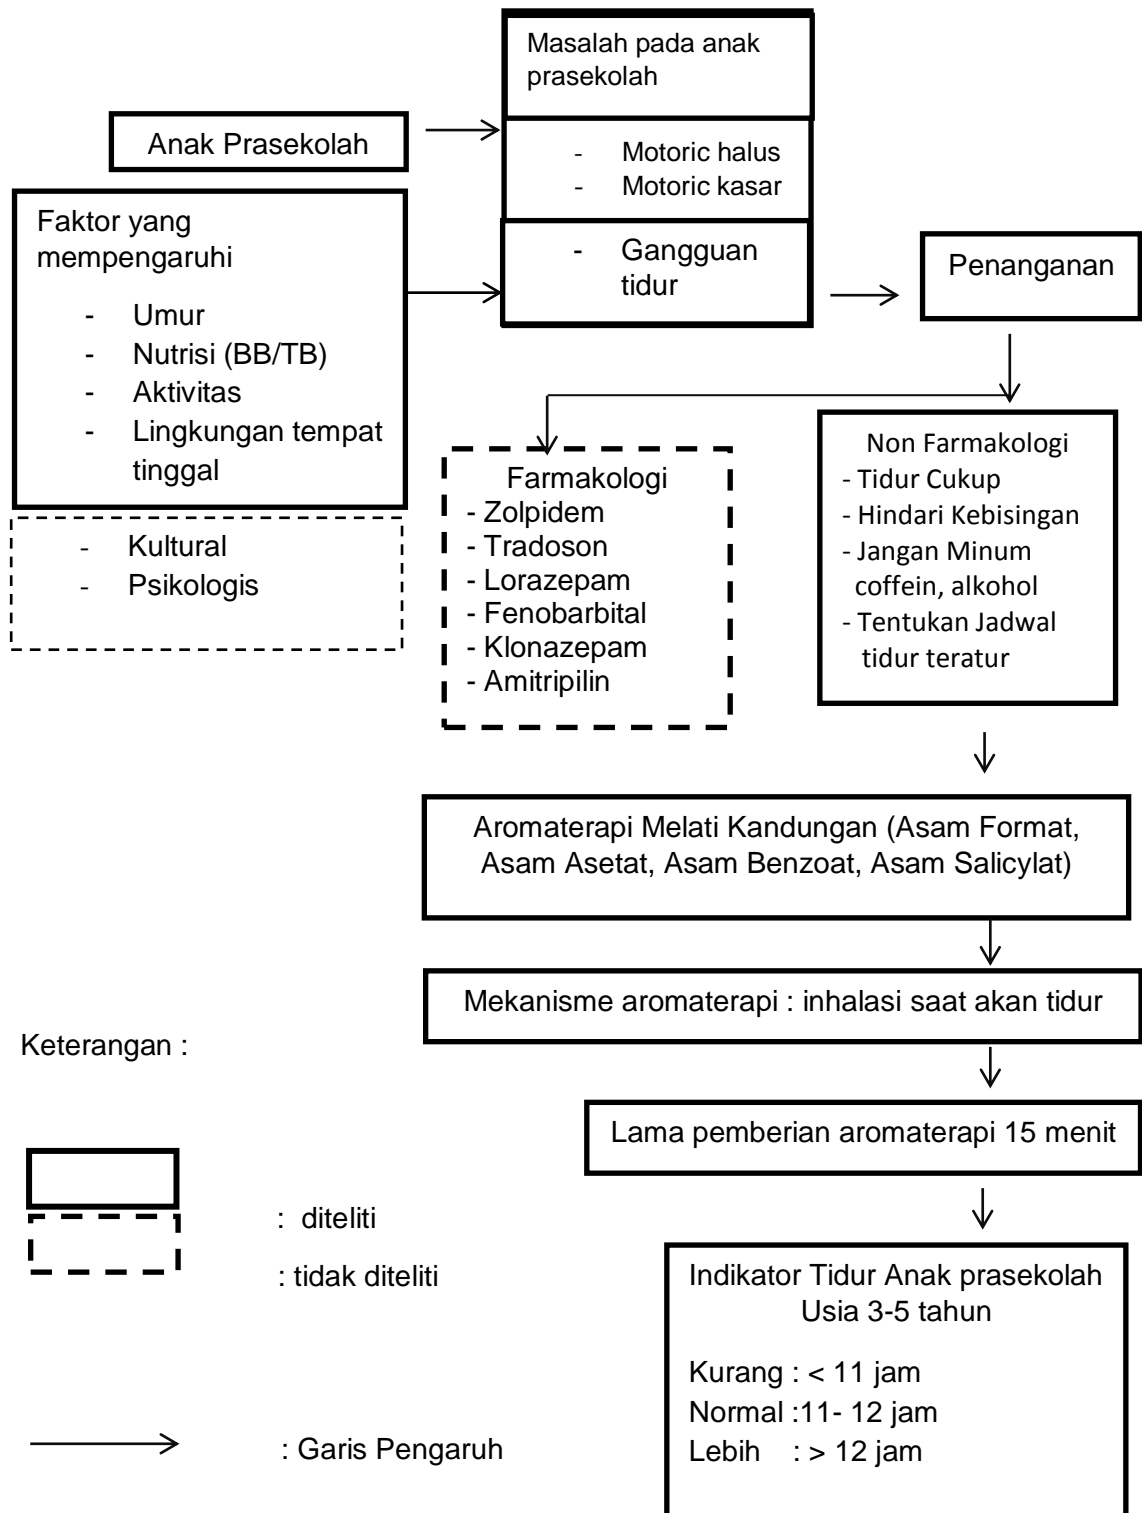 Masalah pada anak
prasekolah
- Motoric halus
- Motoric kasar
- Gangguan
tidur
Anak Prasekolah
Faktor yang
mempengaruhi
- Umur
- Nutrisi (BB/TB)
- Aktivitas
- Lingkungan tempat
tinggal
- Kultural
- Psikologis
Penanganan
Farmakologi
- Zolpidem
- Tradoson
- Lorazepam
- Fenobarbital
- Klonazepam
- Amitripilin
Non Farmakologi
- Tidur Cukup
- Hindari Kebisingan
- Jangan Minum
coffein, alkohol
- Tentukan Jadwal
tidur teratur
Aromaterapi Melati Kandungan (Asam Format,
Asam Asetat, Asam Benzoat, Asam Salicylat)
Mekanisme aromaterapi : inhalasi saat akan tidur
Lama pemberian aromaterapi 15 menit
Indikator Tidur Anak prasekolah
Usia 3-5 tahun
Kurang : < 11 jam
Normal :11- 12 jam
Lebih : > 12 jam
Keterangan :
: diteliti
: tidak diteliti
: Garis Pengaruh